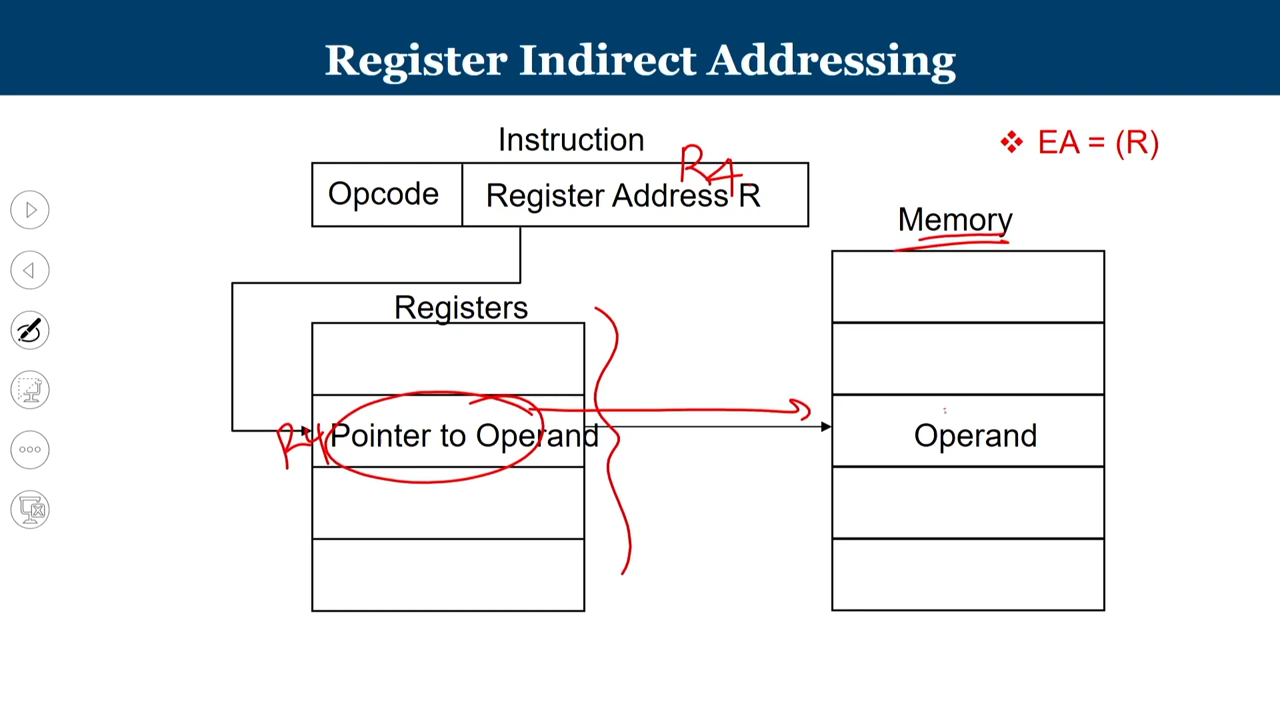 Register Indirect Addressing
Instruction
❖ EA = (R)
R4
Opcode
Register Address R
Memory
Registers
R4
Pointer to Operand
Operand